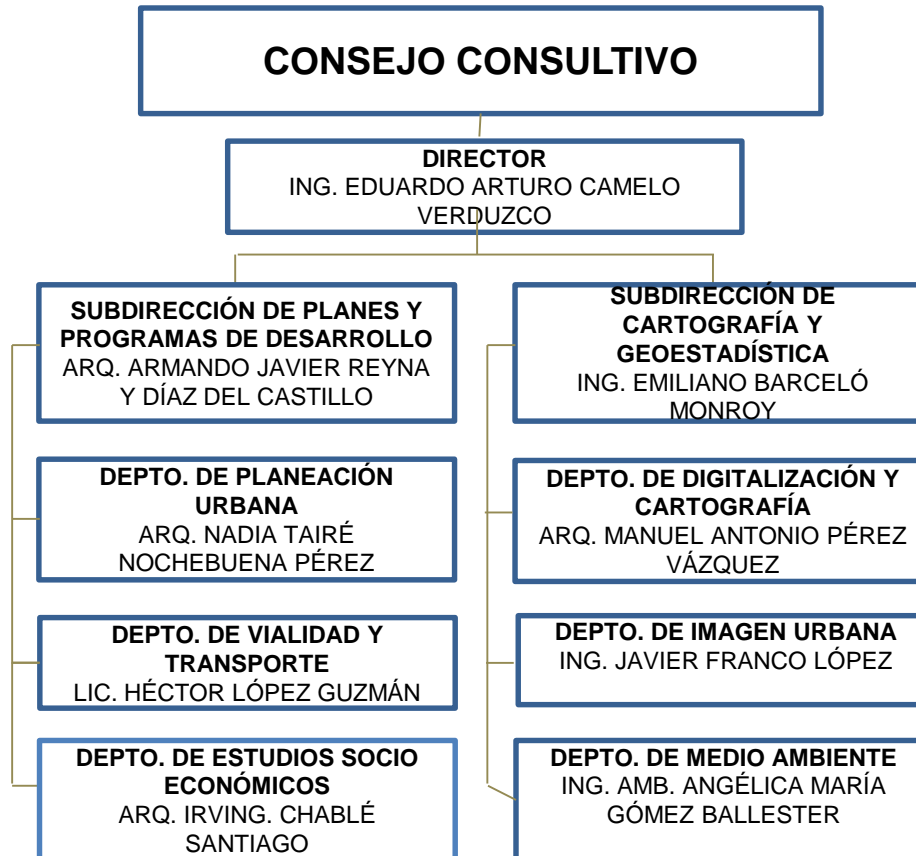 CONSEJO CONSULTIVO
DIRECTOR
ING. EDUARDO ARTURO CAMELO
VERDUZCO
SUBDIRECCIÓN DE PLANES Y
PROGRAMAS DE DESARROLLO
ARQ. ARMANDO JAVIER REYNA
Y DÍAZ DEL CASTILLO
DEPTO. DE PLANEACIÓN
URBANA
ARQ. NADIA TAIRÉ
NOCHEBUENA PÉREZ
DEPTO. DE VIALIDAD Y
TRANSPORTE
LIC. HÉCTOR LÓPEZ GUZMÁN
DEPTO. DE ESTUDIOS SOCIO
ECONÓMICOS
ARQ. IRVING. CHABLÉ
SANTIAGO
SUBDIRECCIÓN DE
CARTOGRAFÍA Y
GEOESTADÍSTICA
ING. EMILIANO BARCELÓ
MONROY
DEPTO. DE DIGITALIZACIÓN Y
CARTOGRAFÍA
ARQ. MANUEL ANTONIO PÉREZ
VÁZQUEZ
DEPTO. DE IMAGEN URBANA
ING. JAVIER FRANCO LÓPEZ
DEPTO. DE MEDIO AMBIENTE
ING. AMB. ANGÉLICA MARÍA
GÓMEZ BALLESTER